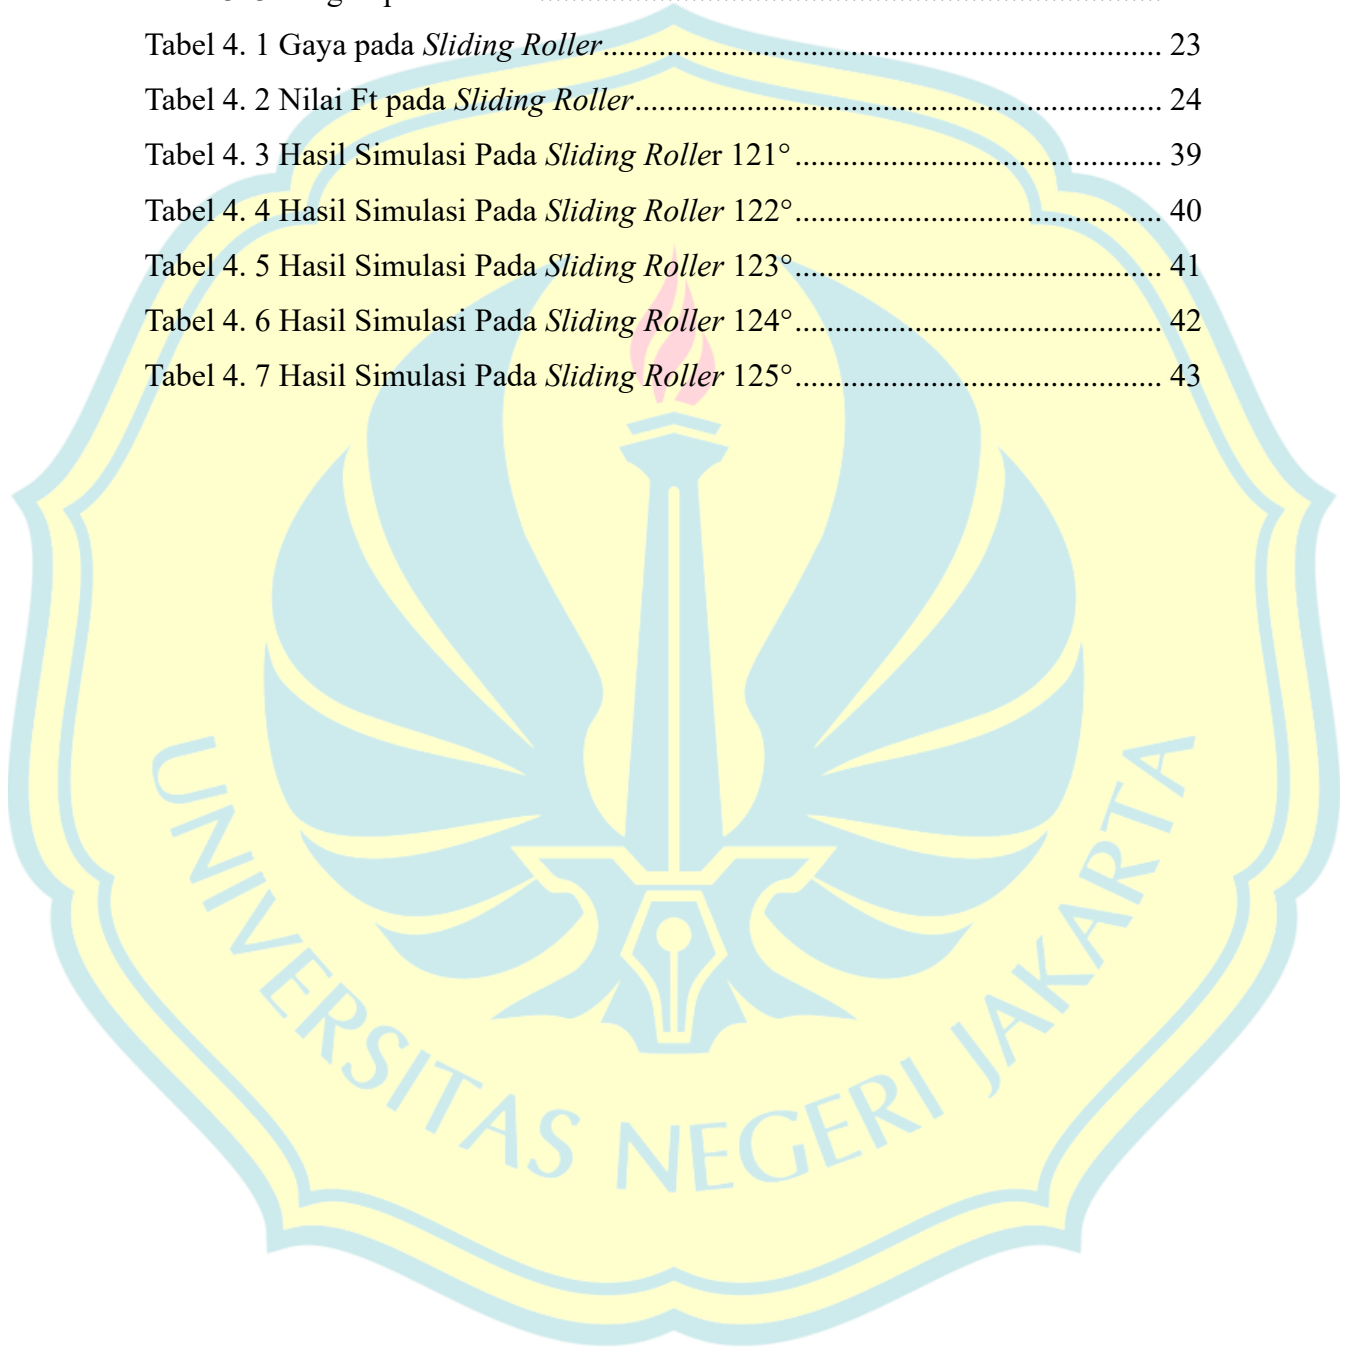 Tabel 4. 1 Gaya pada Sliding Roller.................................................................... 23
Tabel 4. 2 Nilai Ft pada Sliding Roller................................................................ 24
Tabel 4. 3 Hasil Simulasi Pada Sliding Roller 121°............................................. 39
Tabel 4. 4 Hasil Simulasi Pada Sliding Roller 122°............................................. 40
Tabel 4. 5 Hasil Simulasi Pada Sliding Roller 123°............................................. 41
Tabel 4. 6 Hasil Simulasi Pada Sliding Roller 124°............................................. 42
Tabel 4. 7 Hasil Simulasi Pada Sliding Roller 125°............................................. 43
UNIVERSITAS NEGERI JAKARTA